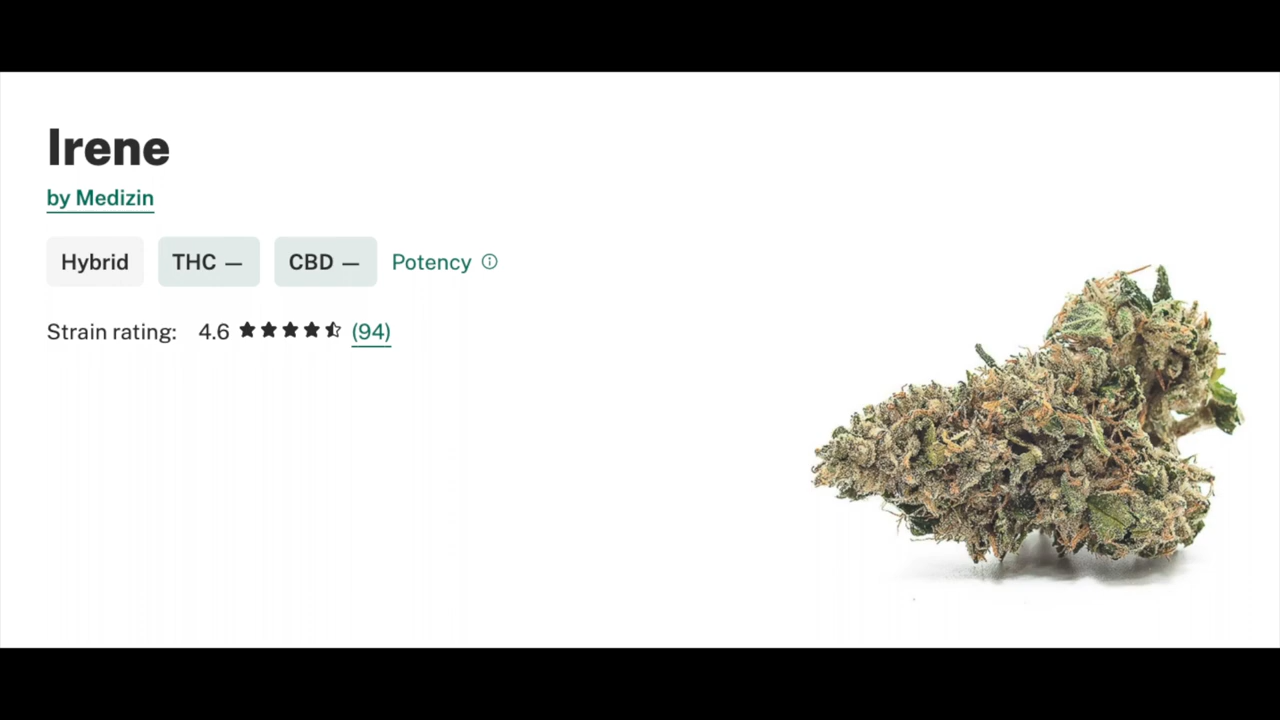 Irene
by Medizin
Hybrid THC — CBD — Potency ⓘ
Strain rating: 4.6 ★★★★⯪ (94)